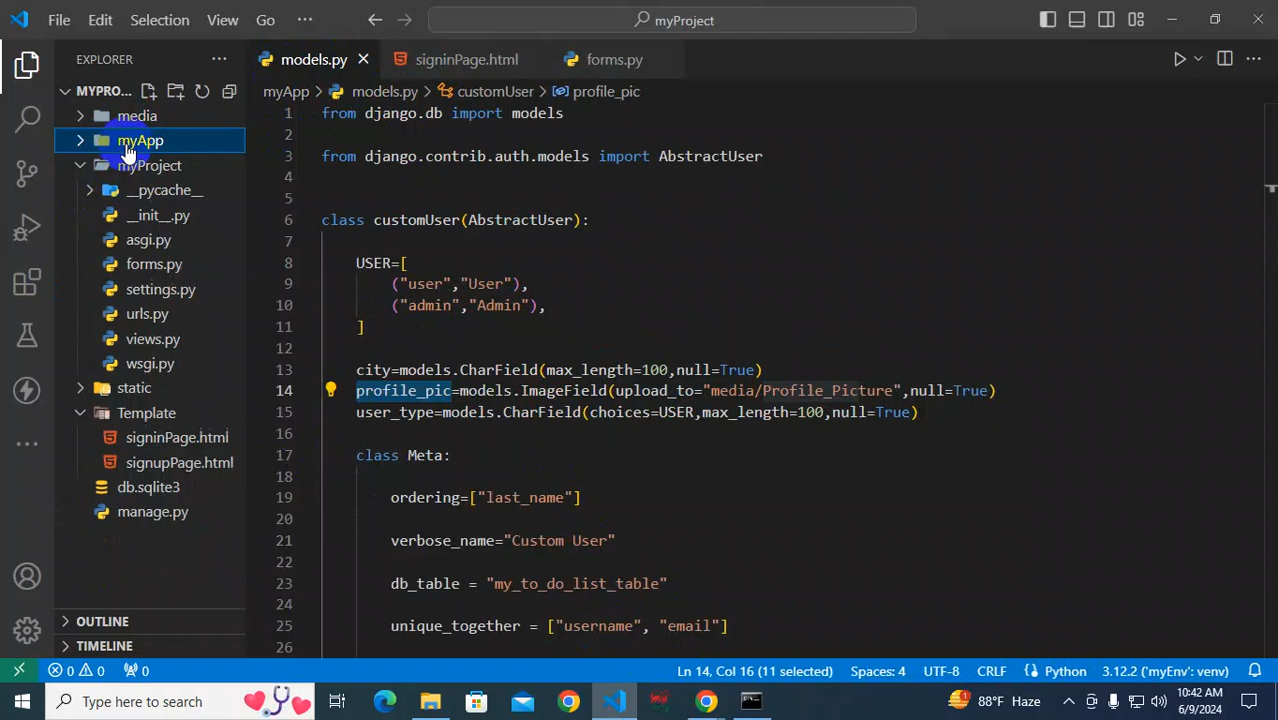 File Edit Selection View Go ··· myProject
EXPLORER ··· models.py signinPage.html forms.py
MYPRO... myApp > models.py > customUser > profile_pic
media
myApp
myProject
__pycache__
__init__.py
asgi.py
forms.py
settings.py
urls.py
views.py
wsgi.py
static
Template
signinPage.html
signupPage.html
db.sqlite3
manage.py
OUTLINE
TIMELINE
1 from django.db import models
2
3 from django.contrib.auth.models import AbstractUser
4
5
6 class customUser(AbstractUser):
7
8 USER=[
9 ("user","User"),
10 ("admin","Admin"),
11 ]
12
13 city=models.CharField(max_length=100,null=True)
14 profile_pic=models.ImageField(upload_to="media/Profile_Picture",null=True)
15 user_type=models.CharField(choices=USER,max_length=100,null=True)
16
17 class Meta:
18
19 ordering=["last_name"]
20
21 verbose_name="Custom User"
22
23 db_table = "my_to_do_list_table"
24
25 unique_together = ["username", "email"]
26
0 0 0 Ln 14, Col 16 (11 selected) Spaces: 4 UTF-8 CRLF Python 3.12.2 ('myEnv': venv)
Type here to search 88°F Haze 10:42 AM
6/9/2024